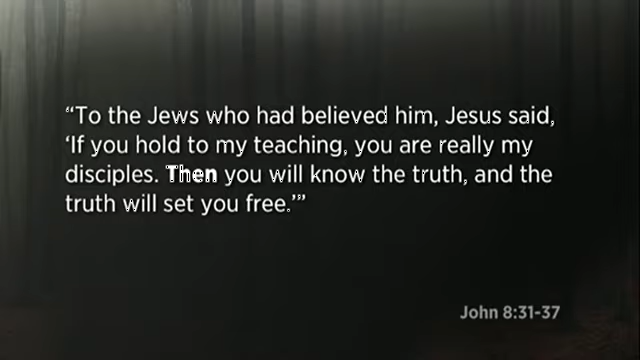 “To the Jews who had believed him, Jesus said,
‘If you hold to my teaching, you are really my
disciples. Then you will know the truth, and the
truth will set you free.’”
John 8:31-37